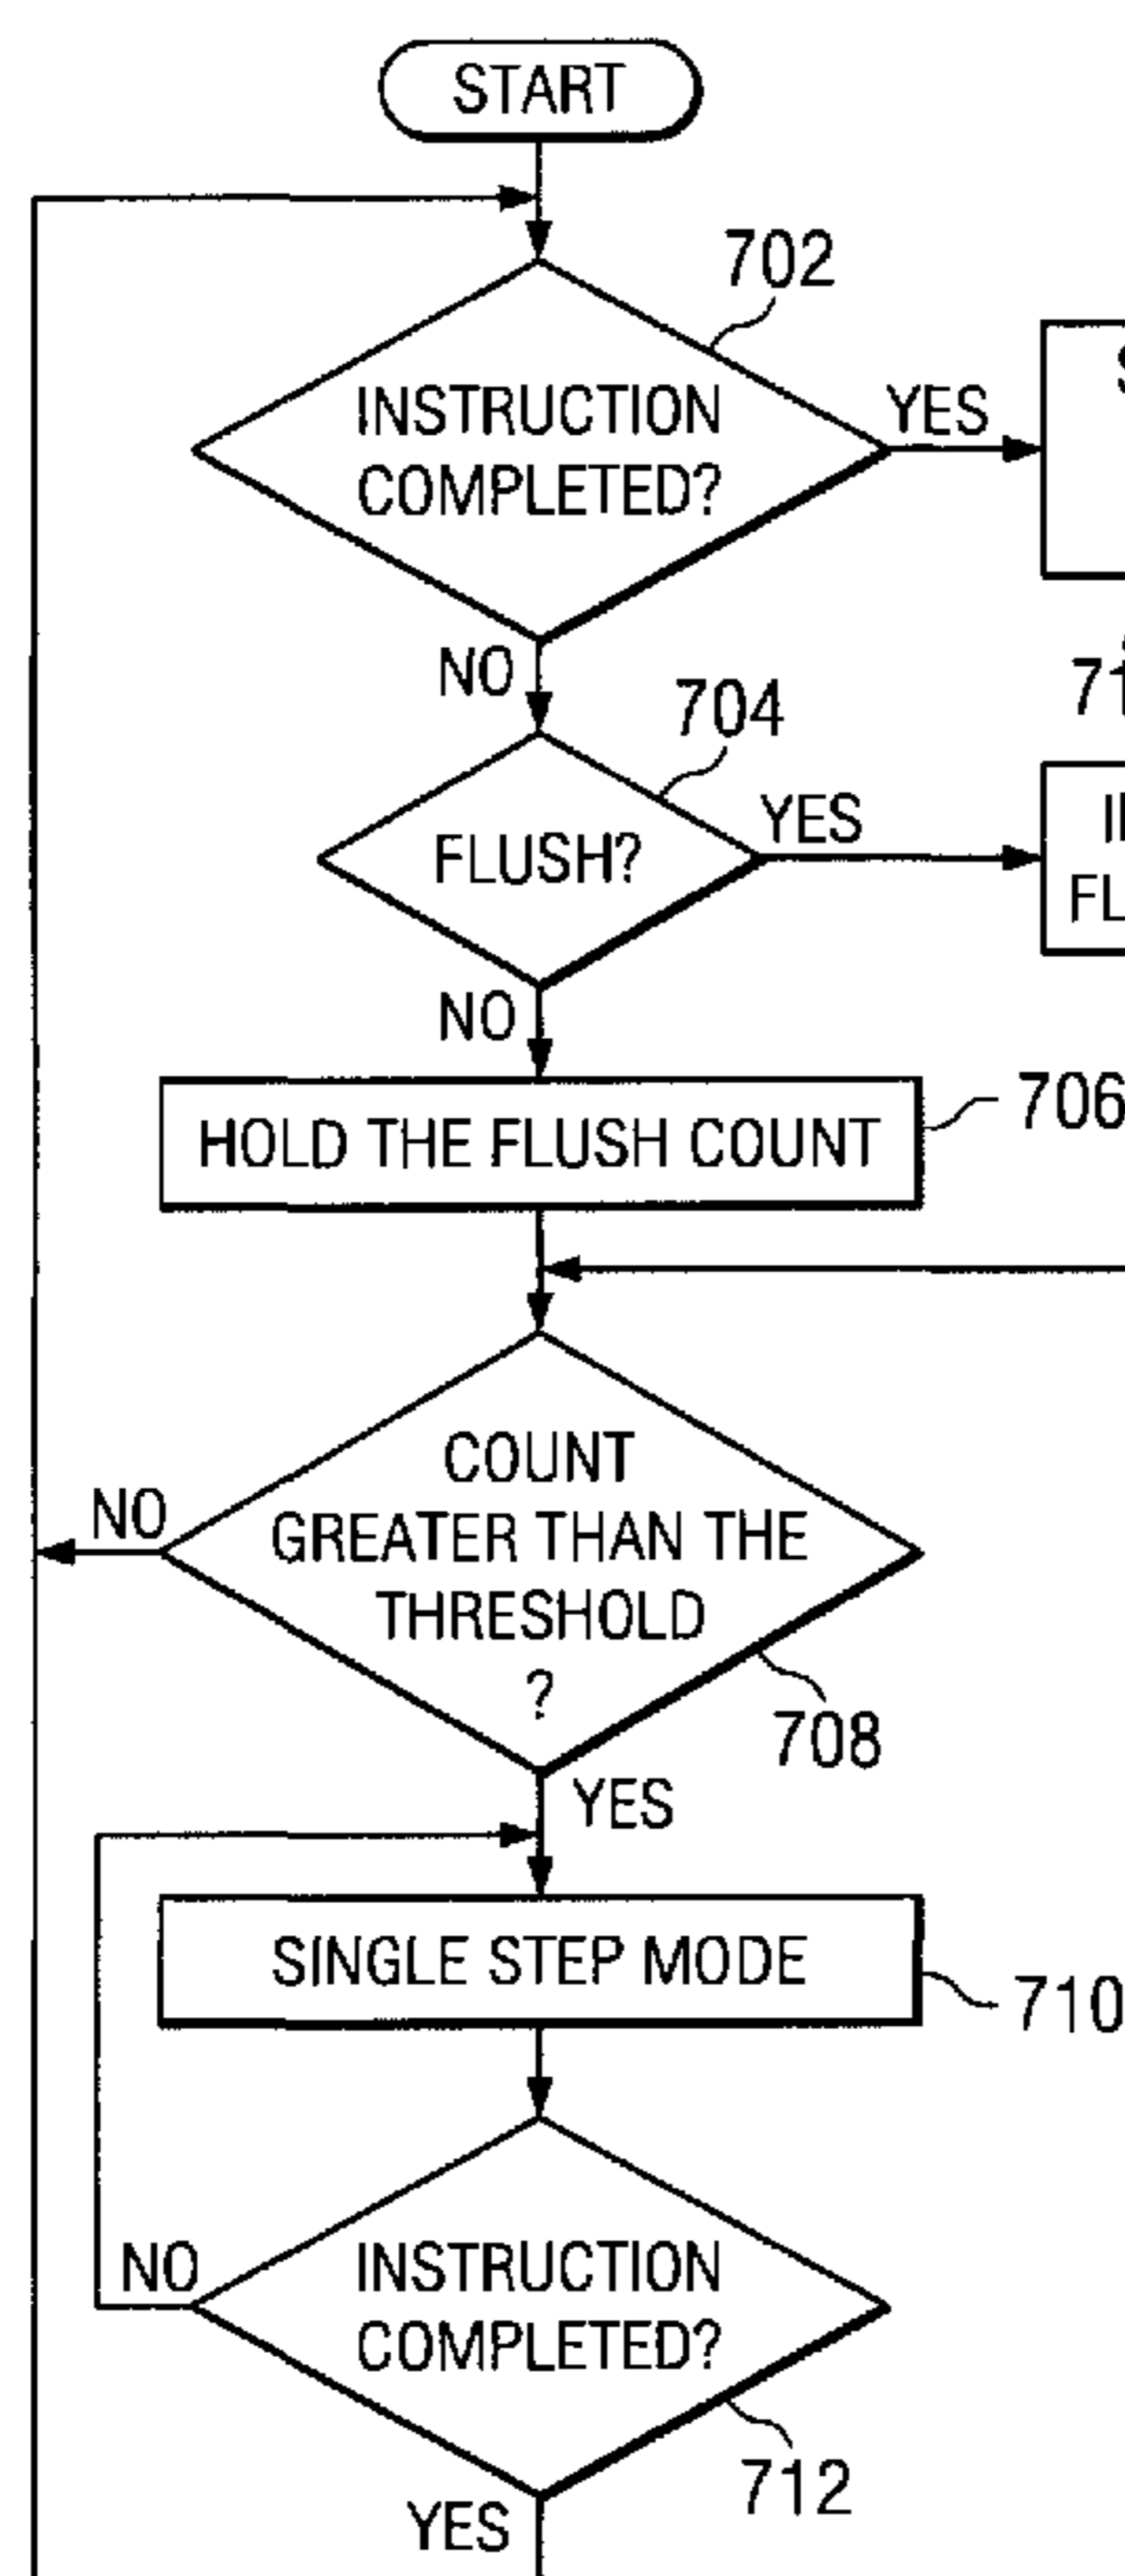 START
702
INSTRUCTION
COMPLETED?
YES
NO
704
FLUSH?
YES
NO
HOLD THE FLUSH COUNT
706
COUNT
GREATER THAN THE
THRESHOLD
?
NO
708
YES
SINGLE STEP MODE
710
INSTRUCTION
COMPLETED?
NO
712
YES